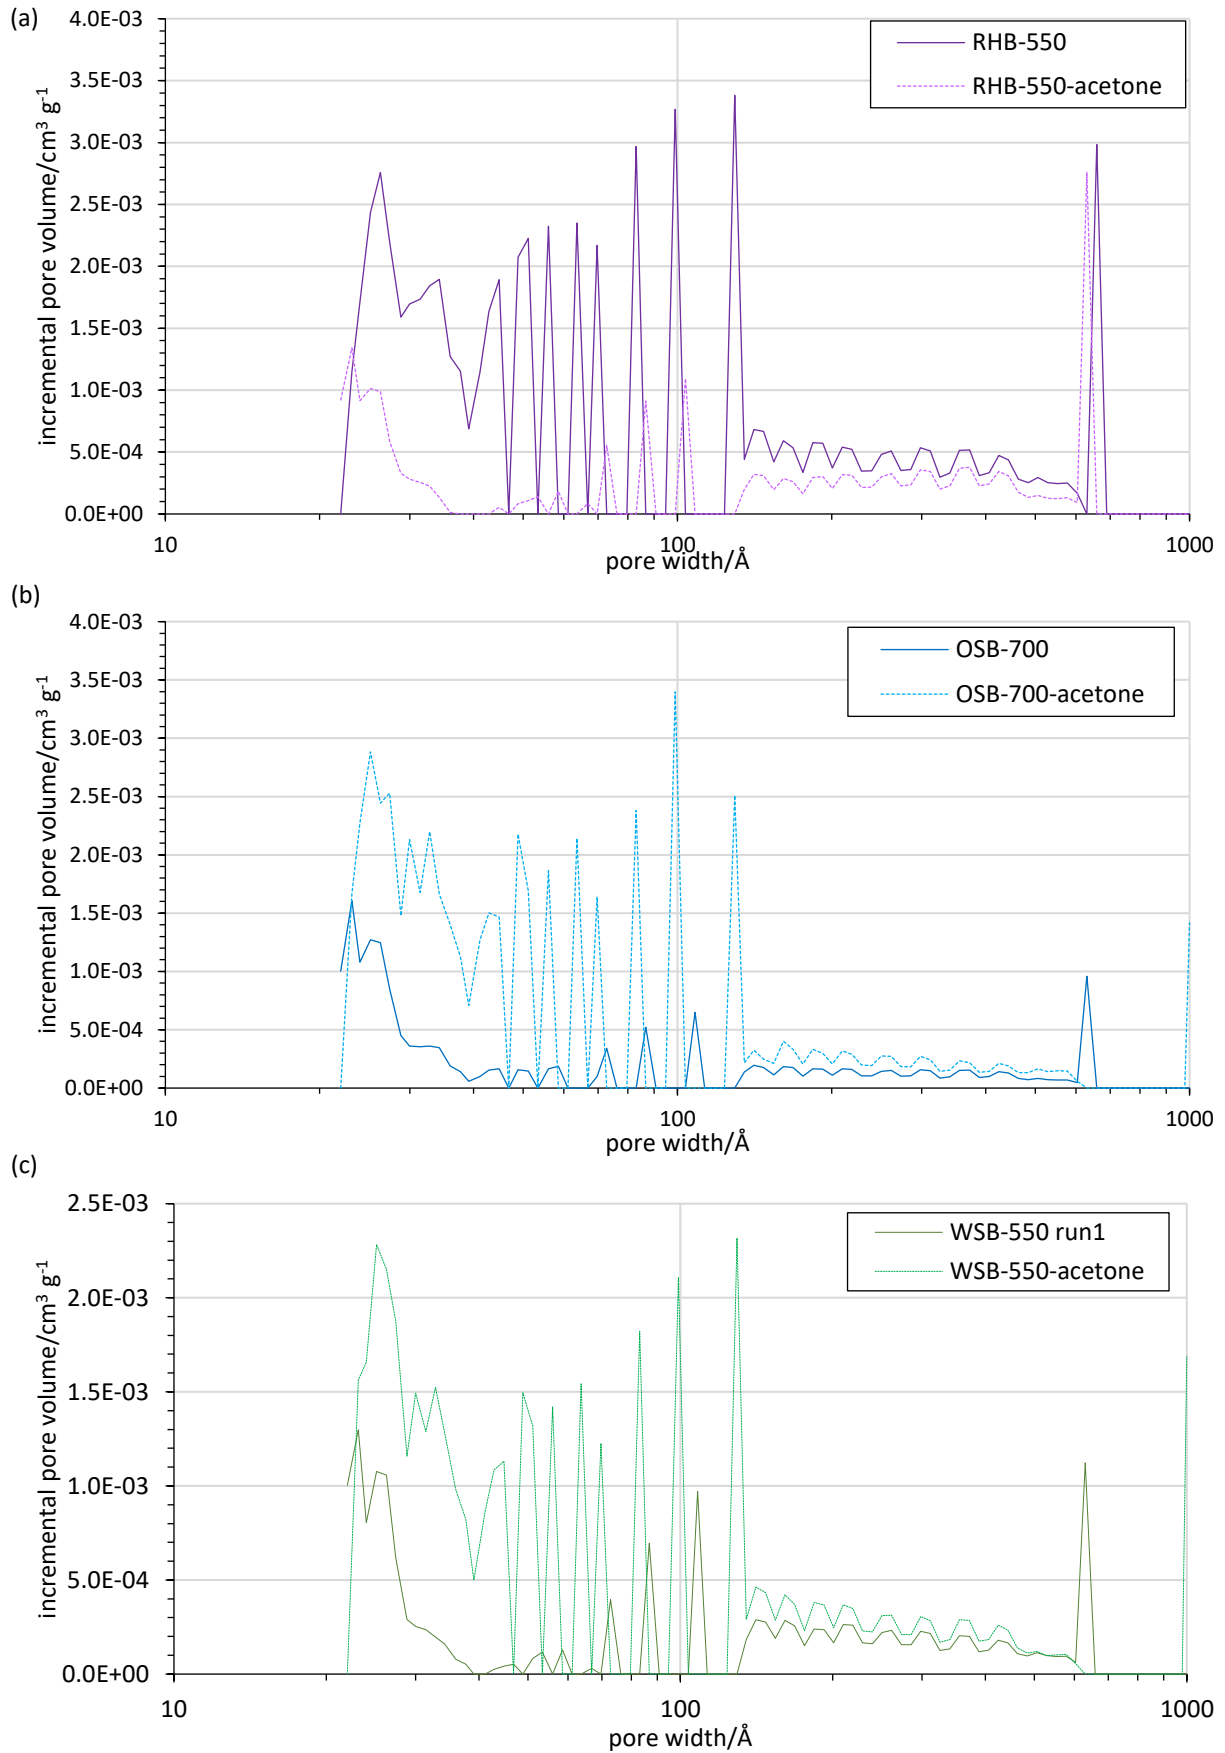 (a)
4.0E-03
3.5E-03
3.0E-03
2.5E-03
2.0E-03
1.5E-03
1.0E-03
5.0E-04
0.0E+00
incremental pore volume/cm³ g⁻¹
RHB-550
RHB-550-acetone
10
100
1000
pore width/Å
(b)
4.0E-03
3.5E-03
3.0E-03
2.5E-03
2.0E-03
1.5E-03
1.0E-03
5.0E-04
0.0E+00
incremental pore volume/cm³ g⁻¹
OSB-700
OSB-700-acetone
10
100
1000
pore width/Å
(c)
2.5E-03
2.0E-03
1.5E-03
1.0E-03
5.0E-04
0.0E+00
incremental pore volume/cm³ g⁻¹
WSB-550 run1
WSB-550-acetone
10
100
1000
pore width/Å